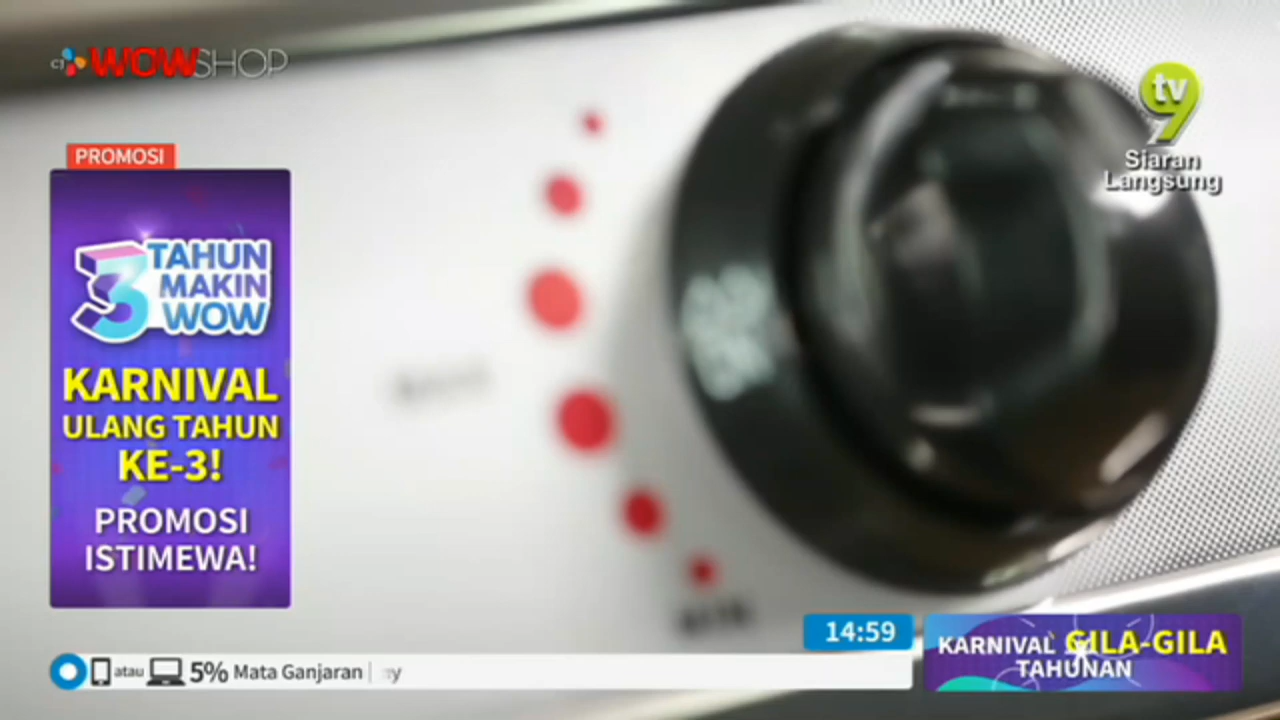 CJ WOWSHOP
tv9
Siaran
Langsung
PROMOSI
3 TAHUN
MAKIN
WOW
KARNIVAL
ULANG TAHUN
KE-3!
PROMOSI
ISTIMEWA!
14:59
KARNIVAL GILA-GILA
TAHUNAN
atau 5% Mata Ganjaran